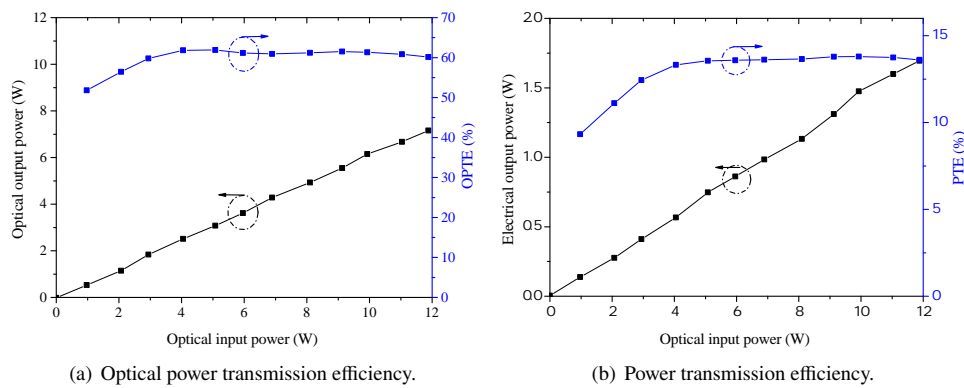 12
10
8
6
4
2
0
Optical output power (W)
0 2 4 6 8 10 12
Optical input power (W)
70
60
50
40
30
20
10
0
OPTE (%)
(a) Optical power transmission efficiency.
2.0
1.5
1.0
0.5
0.0
Electrical output power (W)
0 2 4 6 8 10 12
Optical input power (W)
15
10
5
0
PTE (%)
(b) Power transmission efficiency.